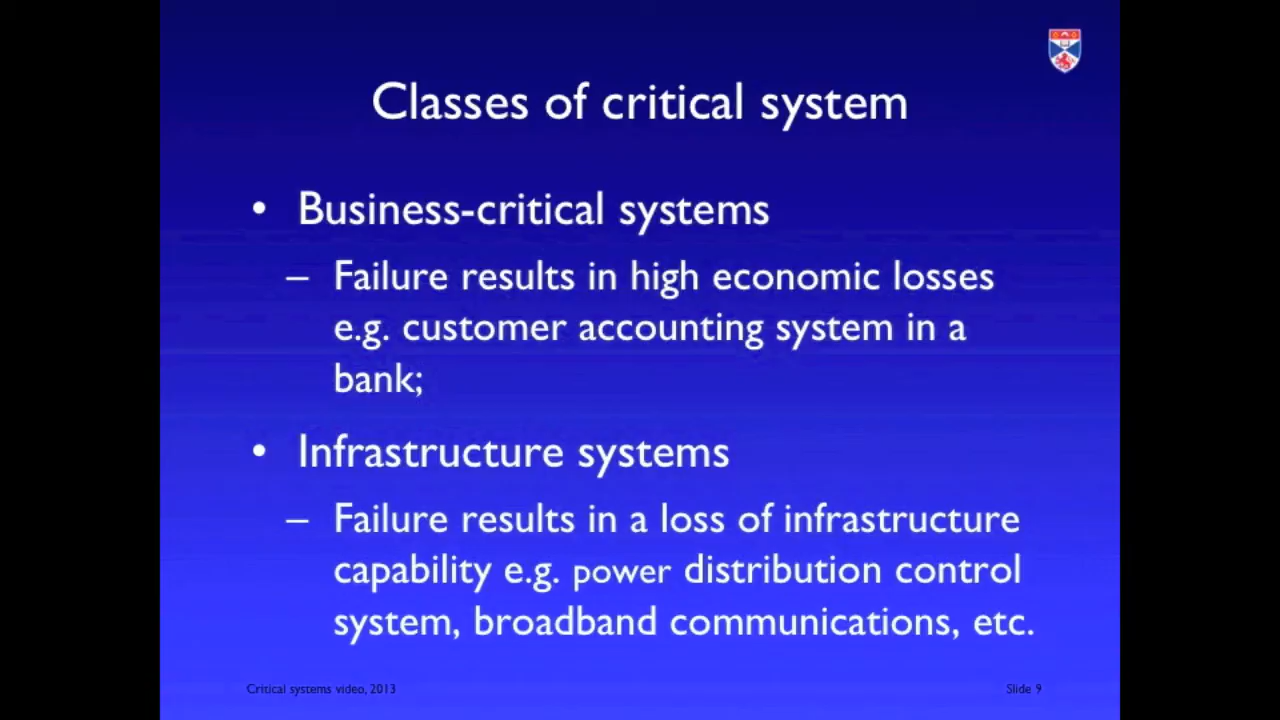 Classes of critical system
• Business-critical systems
– Failure results in high economic losses
e.g. customer accounting system in a
bank;
• Infrastructure systems
– Failure results in a loss of infrastructure
capability e.g. power distribution control
system, broadband communications, etc.
Critical systems video, 2013
Slide 9